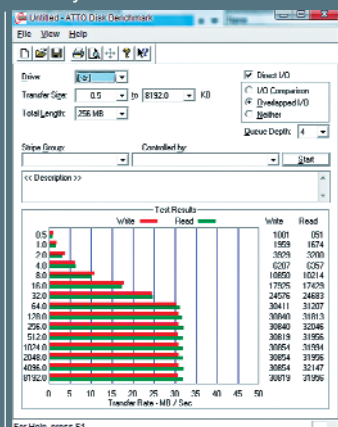 Untitled - ATTO Disk Benchmark
File View Help
Drive:
Transfer Size: 0.5 to 8192.0 KB
Total Length: 256 MB
Direct I/O
I/O Comparison
Overlapped I/O
Neither
Queue Depth: 4
Stripe Group: Controlled by:
Start
<< Description >>
Test Results
Write Read Write Read
0.5 1001 851
1.0 1959 1674
2.0 3929 3200
4.0 6207 6357
8.0 10850 10214
16.0 17925 17429
32.0 24576 24683
64.0 30411 31207
128.0 30840 31813
256.0 30840 32046
512.0 30819 31956
1024.0 30854 31934
2048.0 30854 31956
4096.0 30854 32147
8192.0 30819 31956
0 5 10 15 20 25 30 35 40 45 50
Transfer Rate - MB / Sec
For Help, press F1